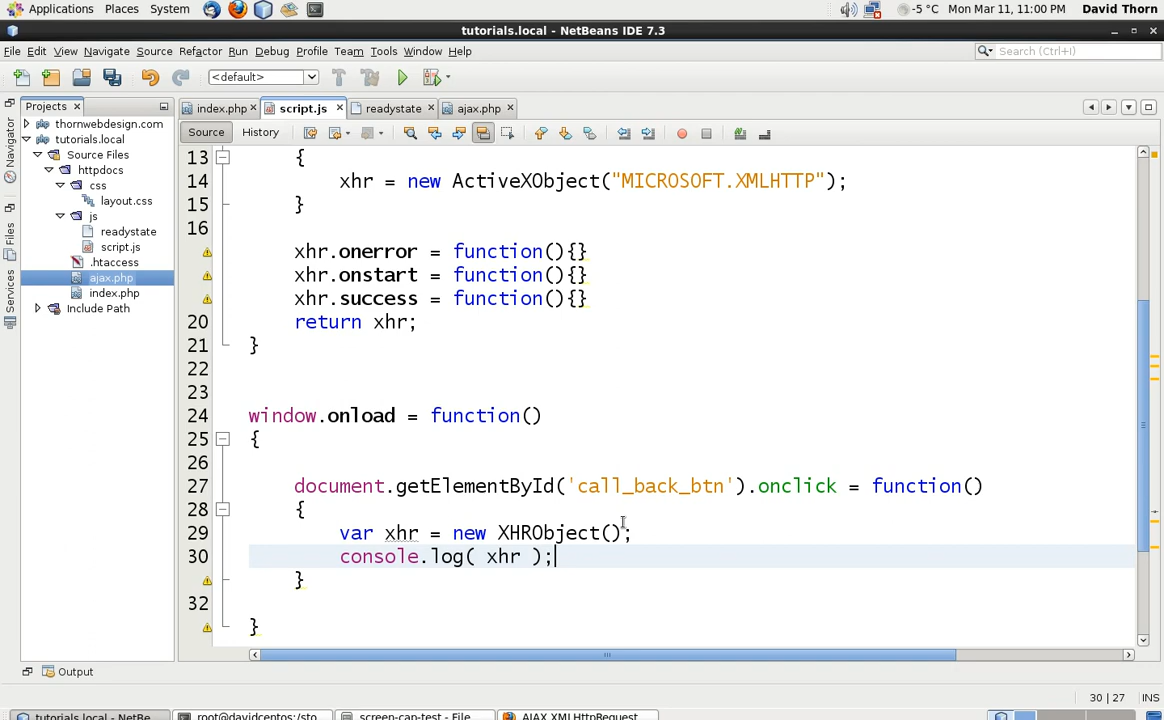 Applications Places System -5 °C Mon Mar 11, 11:00 PM David Thorn
tutorials.local - NetBeans IDE 7.3
File Edit View Navigate Source Refactor Run Debug Profile Team Tools Window Help Search (Ctrl+I)
<default>
Projects index.php script.js readystate ajax.php
Navigator
Files
Services
thornwebdesign.com
tutorials.local
Source Files
httpdocs
css
layout.css
js
readystate
script.js
.htaccess
ajax.php
index.php
Include Path
Source History
13 {
14 xhr = new ActiveXObject("MICROSOFT.XMLHTTP");
15 }
16
xhr.onerror = function(){}
xhr.onstart = function(){}
xhr.success = function(){}
20 return xhr;
21 }
22
23
24 window.onload = function()
25 {
26
27 document.getElementById('call_back_btn').onclick = function()
28 {
29 var xhr = new XHRObject();
30 console.log( xhr );
}
32
}
Output
30 | 27 INS
tutorials.local - NetBe... root@davidcentos:/sto... screen-cap-test - File... AJAX XMLHttpRequest